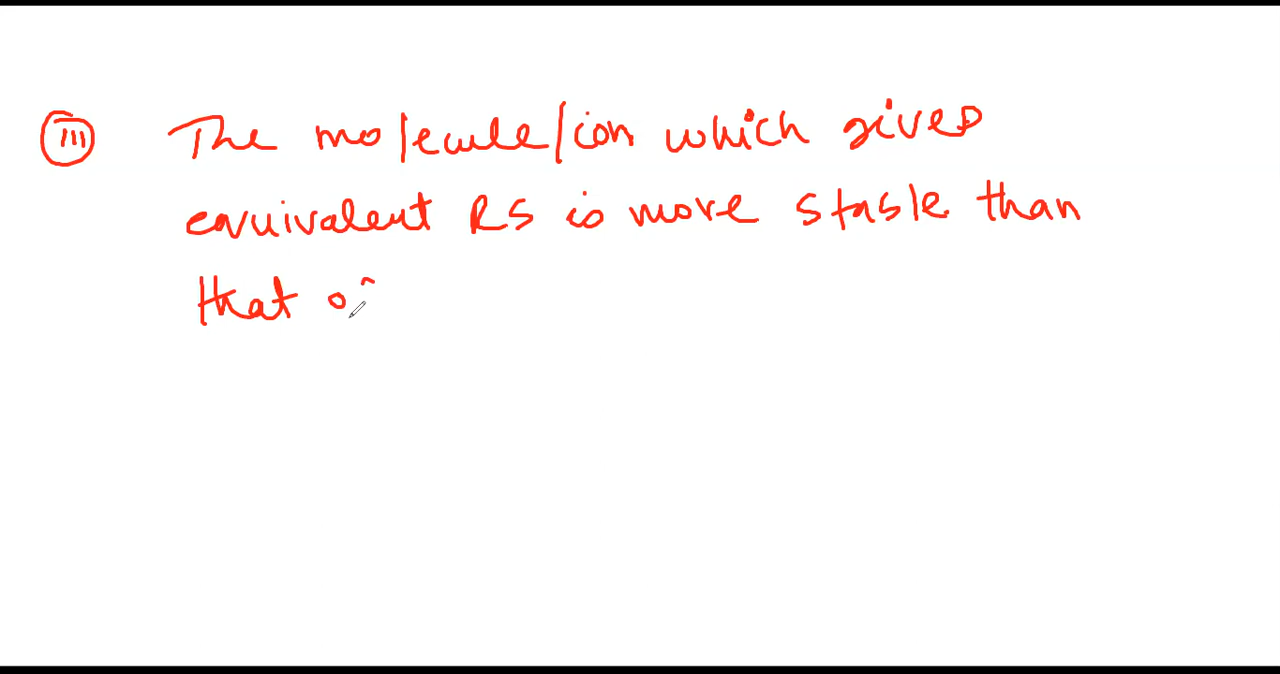 (III) The molecule/ion which gives
equivalent RS is more stable than
that